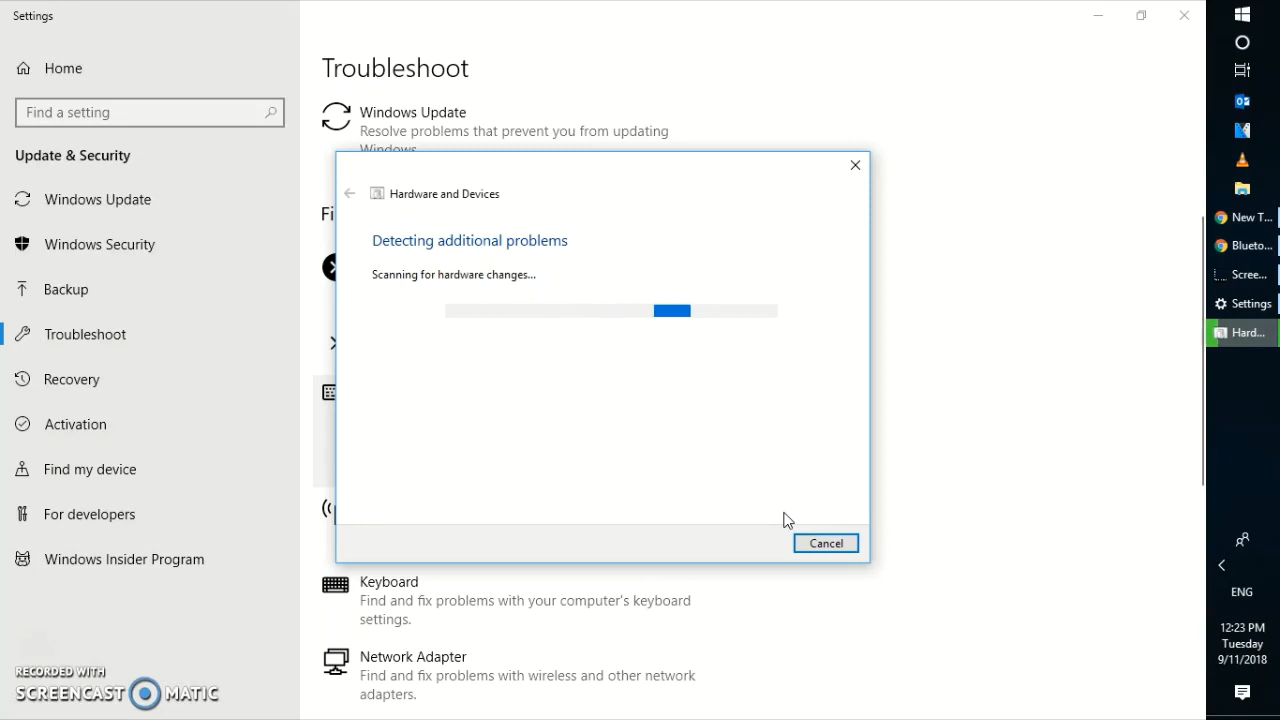 Settings
Home
Find a setting
Update & Security
Windows Update
Windows Security
Backup
Troubleshoot
Recovery
Activation
Find my device
For developers
Windows Insider Program
RECORDED WITH
SCREENCAST MATIC
Troubleshoot
Windows Update
Resolve problems that prevent you from updating
Windows.
Fi
Hardware and Devices
Detecting additional problems
Scanning for hardware changes...
Cancel
Keyboard
Find and fix problems with your computer's keyboard
settings.
Network Adapter
Find and fix problems with wireless and other network
adapters.
New T...
Blueto...
Scree...
Settings
Hard...
ENG
12:23 PM
Tuesday
9/11/2018